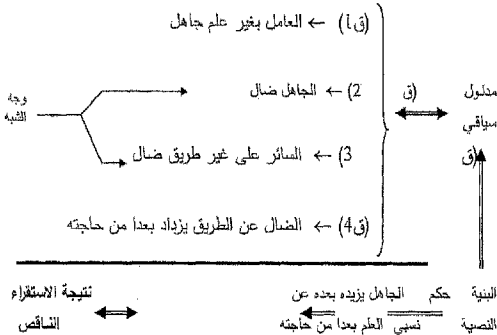 (ق1) ← العامل بغير علم جاهل
مدلول (ق 2) ← الجاهل ضال
وجه
الشبه
سياقي
(ق 3) ← السائر على غير طريق ضال
(ق4) ← الضال عن الطريق يزداد بعدا من حاجته
البنية حكم الجاهل يزيده بعده عن نتيجة الاستقراء
النصية نسبي العلم بعدا من حاجته الناقص